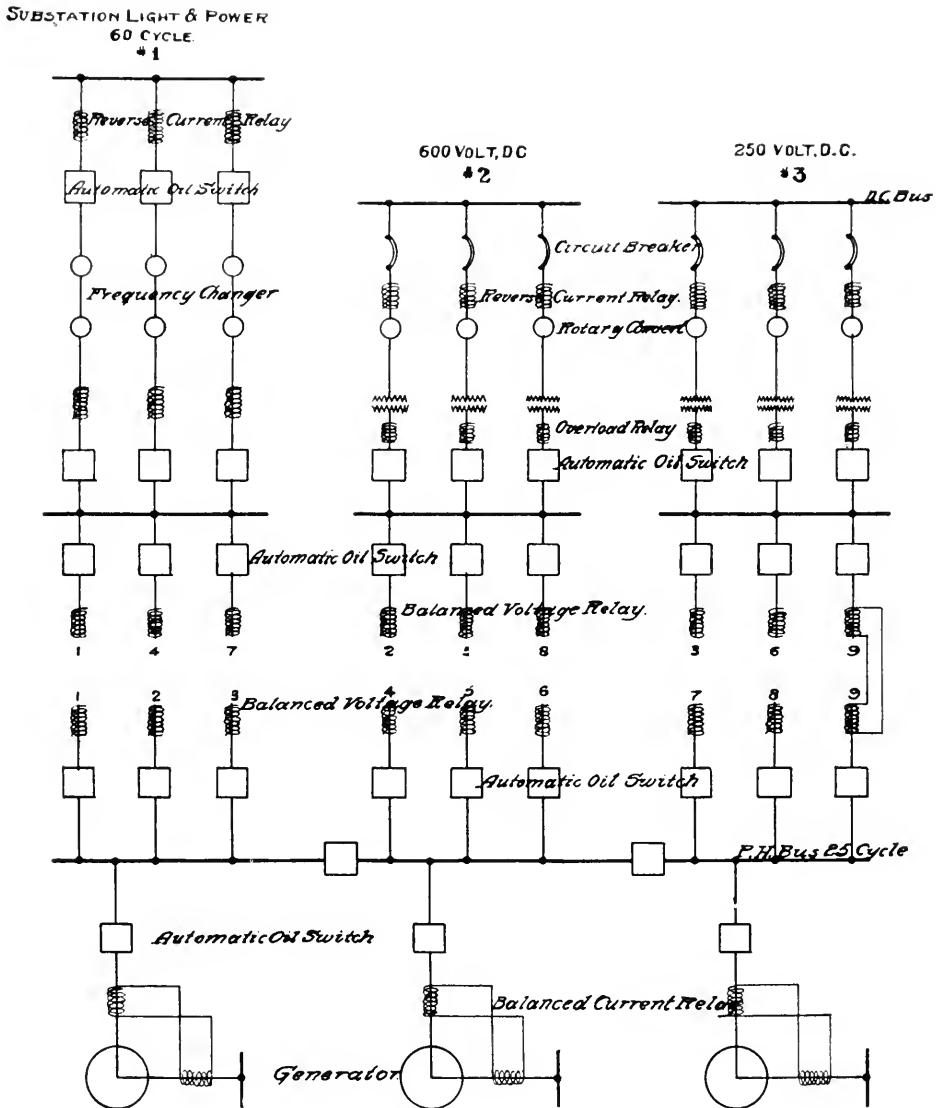 SUBSTATION LIGHT & POWER
60 CYCLE.
#1
Reverse Current Relay
600 VOLT, DC
#2
250 VOLT, D.C.
#3
Automatic Oil Switch
D.C. Bus
Circuit Breaker
Frequency Changer
Reverse Current Relay.
Rotary Convert
Overload Relay
Automatic Oil Switch
Automatic Oil Switch
Balanced Voltage Relay.
1 4 7 2 5 8 3 6 9
1 2 3 4 5 6 7 8 9
Balanced Voltage Relay.
Automatic Oil Switch
P.H. Bus 25 Cycle
Automatic Oil Switch
Balanced Current Relay
Generator